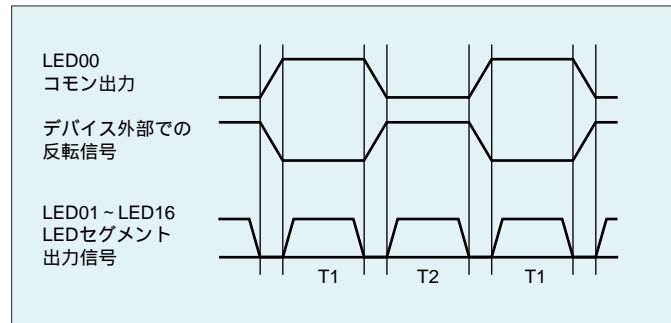 LED00
コモン出力
デバイス外部での
反転信号
LED01~LED16
LEDセグメント
出力信号
T1
T2
T1